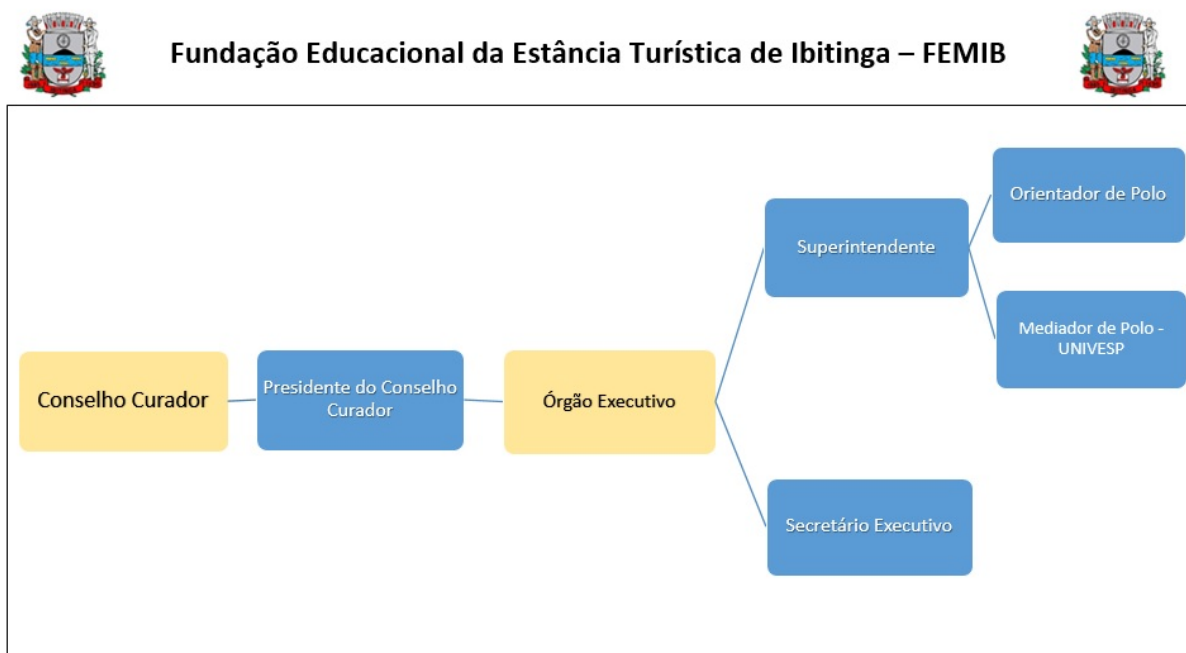 Fundação Educacional da Estância Turística de Ibitinga – FEMIB
Conselho Curador
Presidente do Conselho
Curador
Órgão Executivo
Superintendente
Orientador de Polo
Mediador de Polo -
UNIVESP
Secretário Executivo